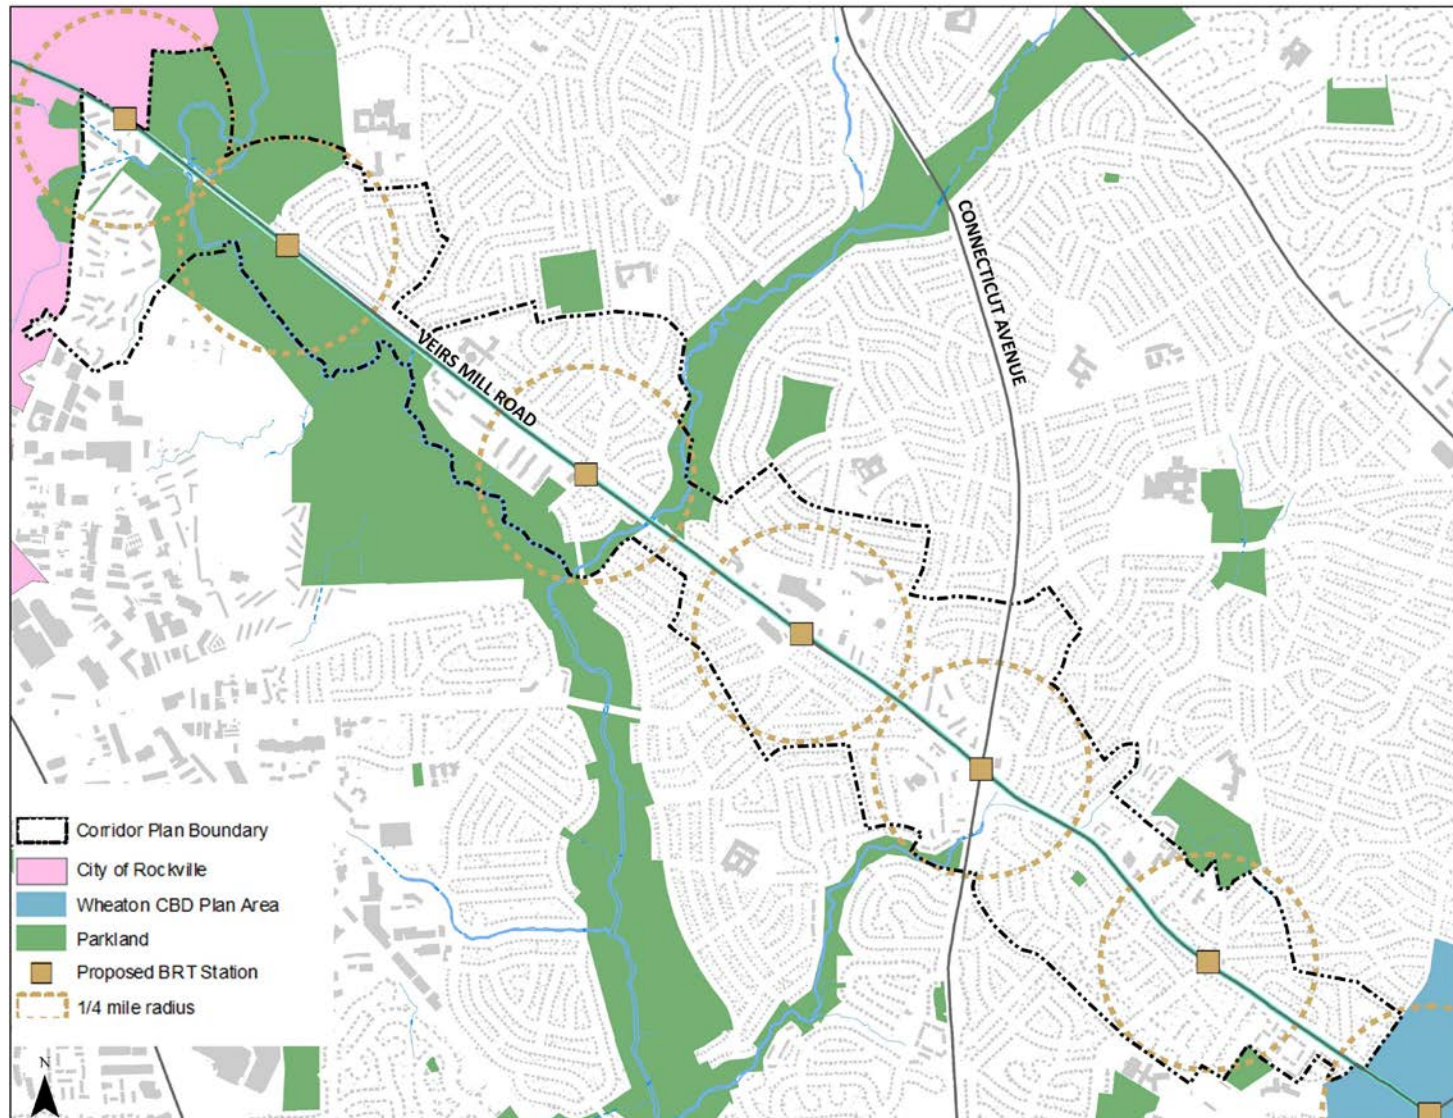 CONNECTICUT AVENUE
VEIRS MILL ROAD
Corridor Plan Boundary
City of Rockville
Wheaton CBD Plan Area
Parkland
Proposed BRT Station
1/4 mile radius
N